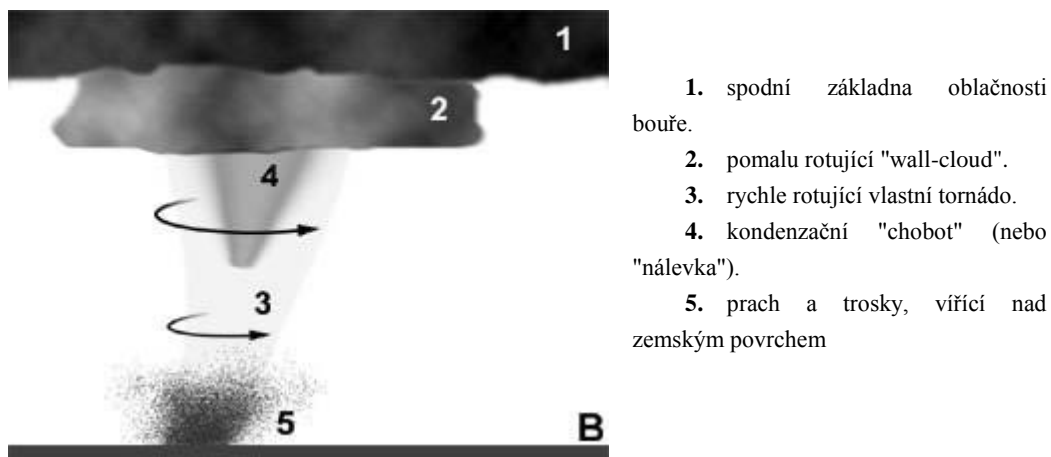 1
2
4
3
5
B
1. spodní základna oblačnosti
bouře.
2. pomalu rotující "wall-cloud".
3. rychle rotující vlastní tornádo.
4. kondenzační "chobot" (nebo
"nálevka").
5. prach a trosky, vířící nad
zemským povrchem